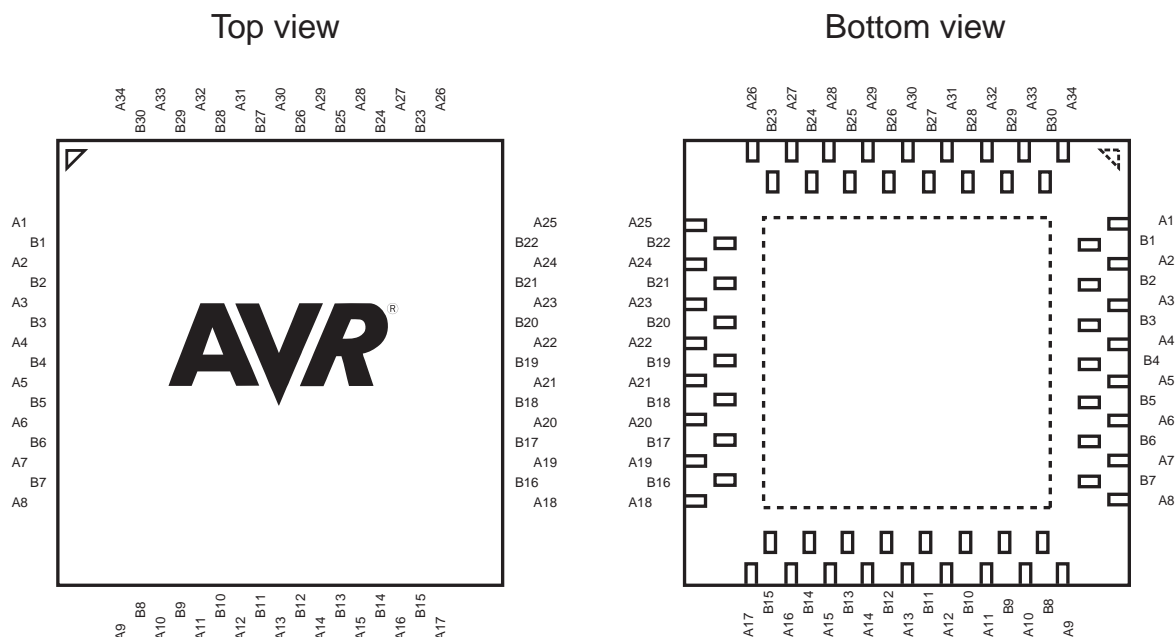 Top view
Bottom view
A34 B30 A33 B29 A32 B28 A31 B27 A30 B26 A29 B25 A28 B24 A27 B23 A26
A1
B1
A2
B2
A3
B3
A4
B4
A5
B5
A6
B6
A7
B7
A8
AVR®
A25
B22
A24
B21
A23
B20
A22
B19
A21
B18
A20
B17
A19
B16
A18
A9 B8 A10 B9 A11 B10 A12 B11 A13 B12 A14 B13 A15 B14 A16 B15 A17
A26 B23 A27 B24 A28 B25 A29 B26 A30 B27 A31 B28 A32 B29 A33 B30 A34
A25
B22
A24
B21
A23
B20
A22
B19
A21
B18
A20
B17
A19
B16
A18
A1
B1
A2
B2
A3
B3
A4
B4
A5
B5
A6
B6
A7
B7
A8
A17 B15 A16 B14 A15 B13 A14 B12 A13 B11 A12 B10 A11 B9 A10 B8 A9